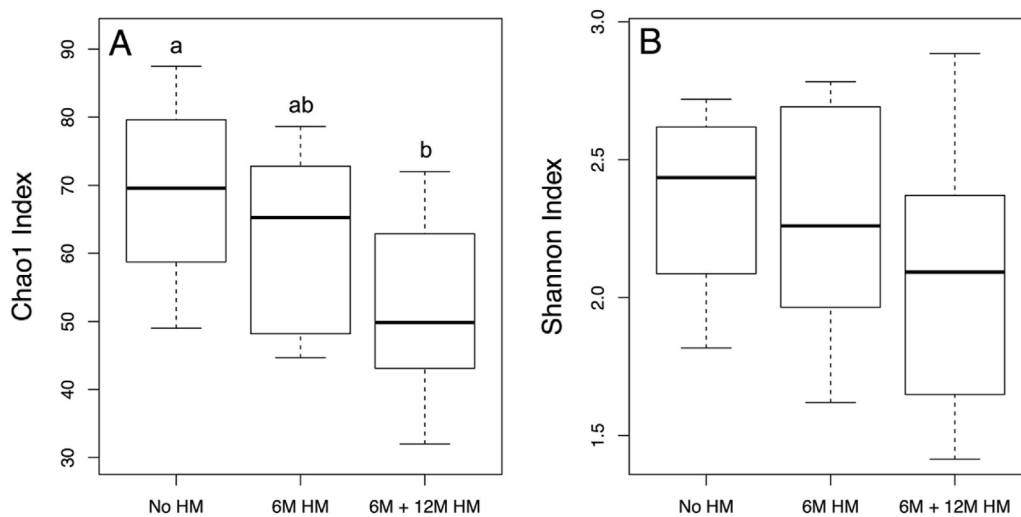 A
a
ab
b
Chao1 Index
90
80
70
60
50
40
30
No HM
6M HM
6M + 12M HM
B
Shannon Index
3.0
2.5
2.0
1.5
No HM
6M HM
6M + 12M HM